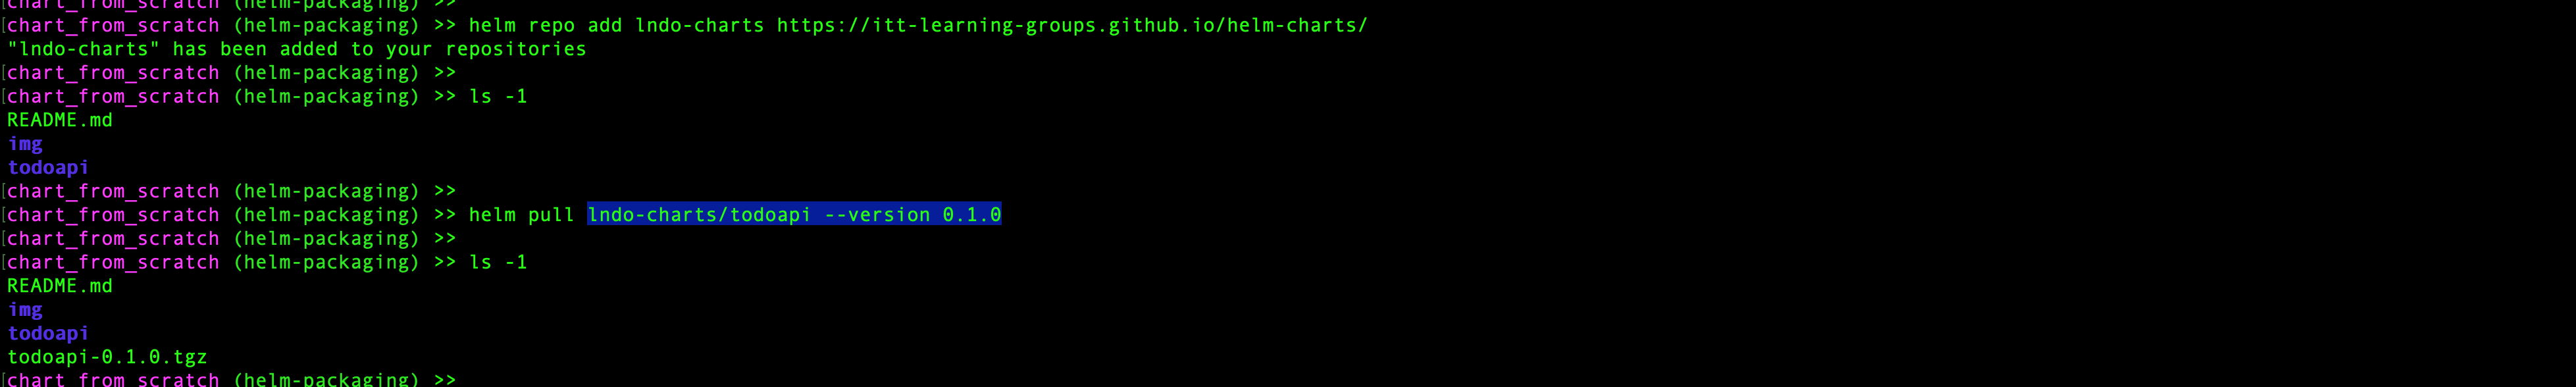 [chart_from_scratch (helm-packaging) >>
[chart_from_scratch (helm-packaging) >> helm repo add lndo-charts https://itt-learning-groups.github.io/helm-charts/
"lndo-charts" has been added to your repositories
[chart_from_scratch (helm-packaging) >>
[chart_from_scratch (helm-packaging) >> ls -1
README.md
img
todoapi
[chart_from_scratch (helm-packaging) >>
[chart_from_scratch (helm-packaging) >> helm pull lndo-charts/todoapi --version 0.1.0
[chart_from_scratch (helm-packaging) >>
[chart_from_scratch (helm-packaging) >> ls -1
README.md
img
todoapi
todoapi-0.1.0.tgz
[chart_from_scratch (helm-packaging) >>